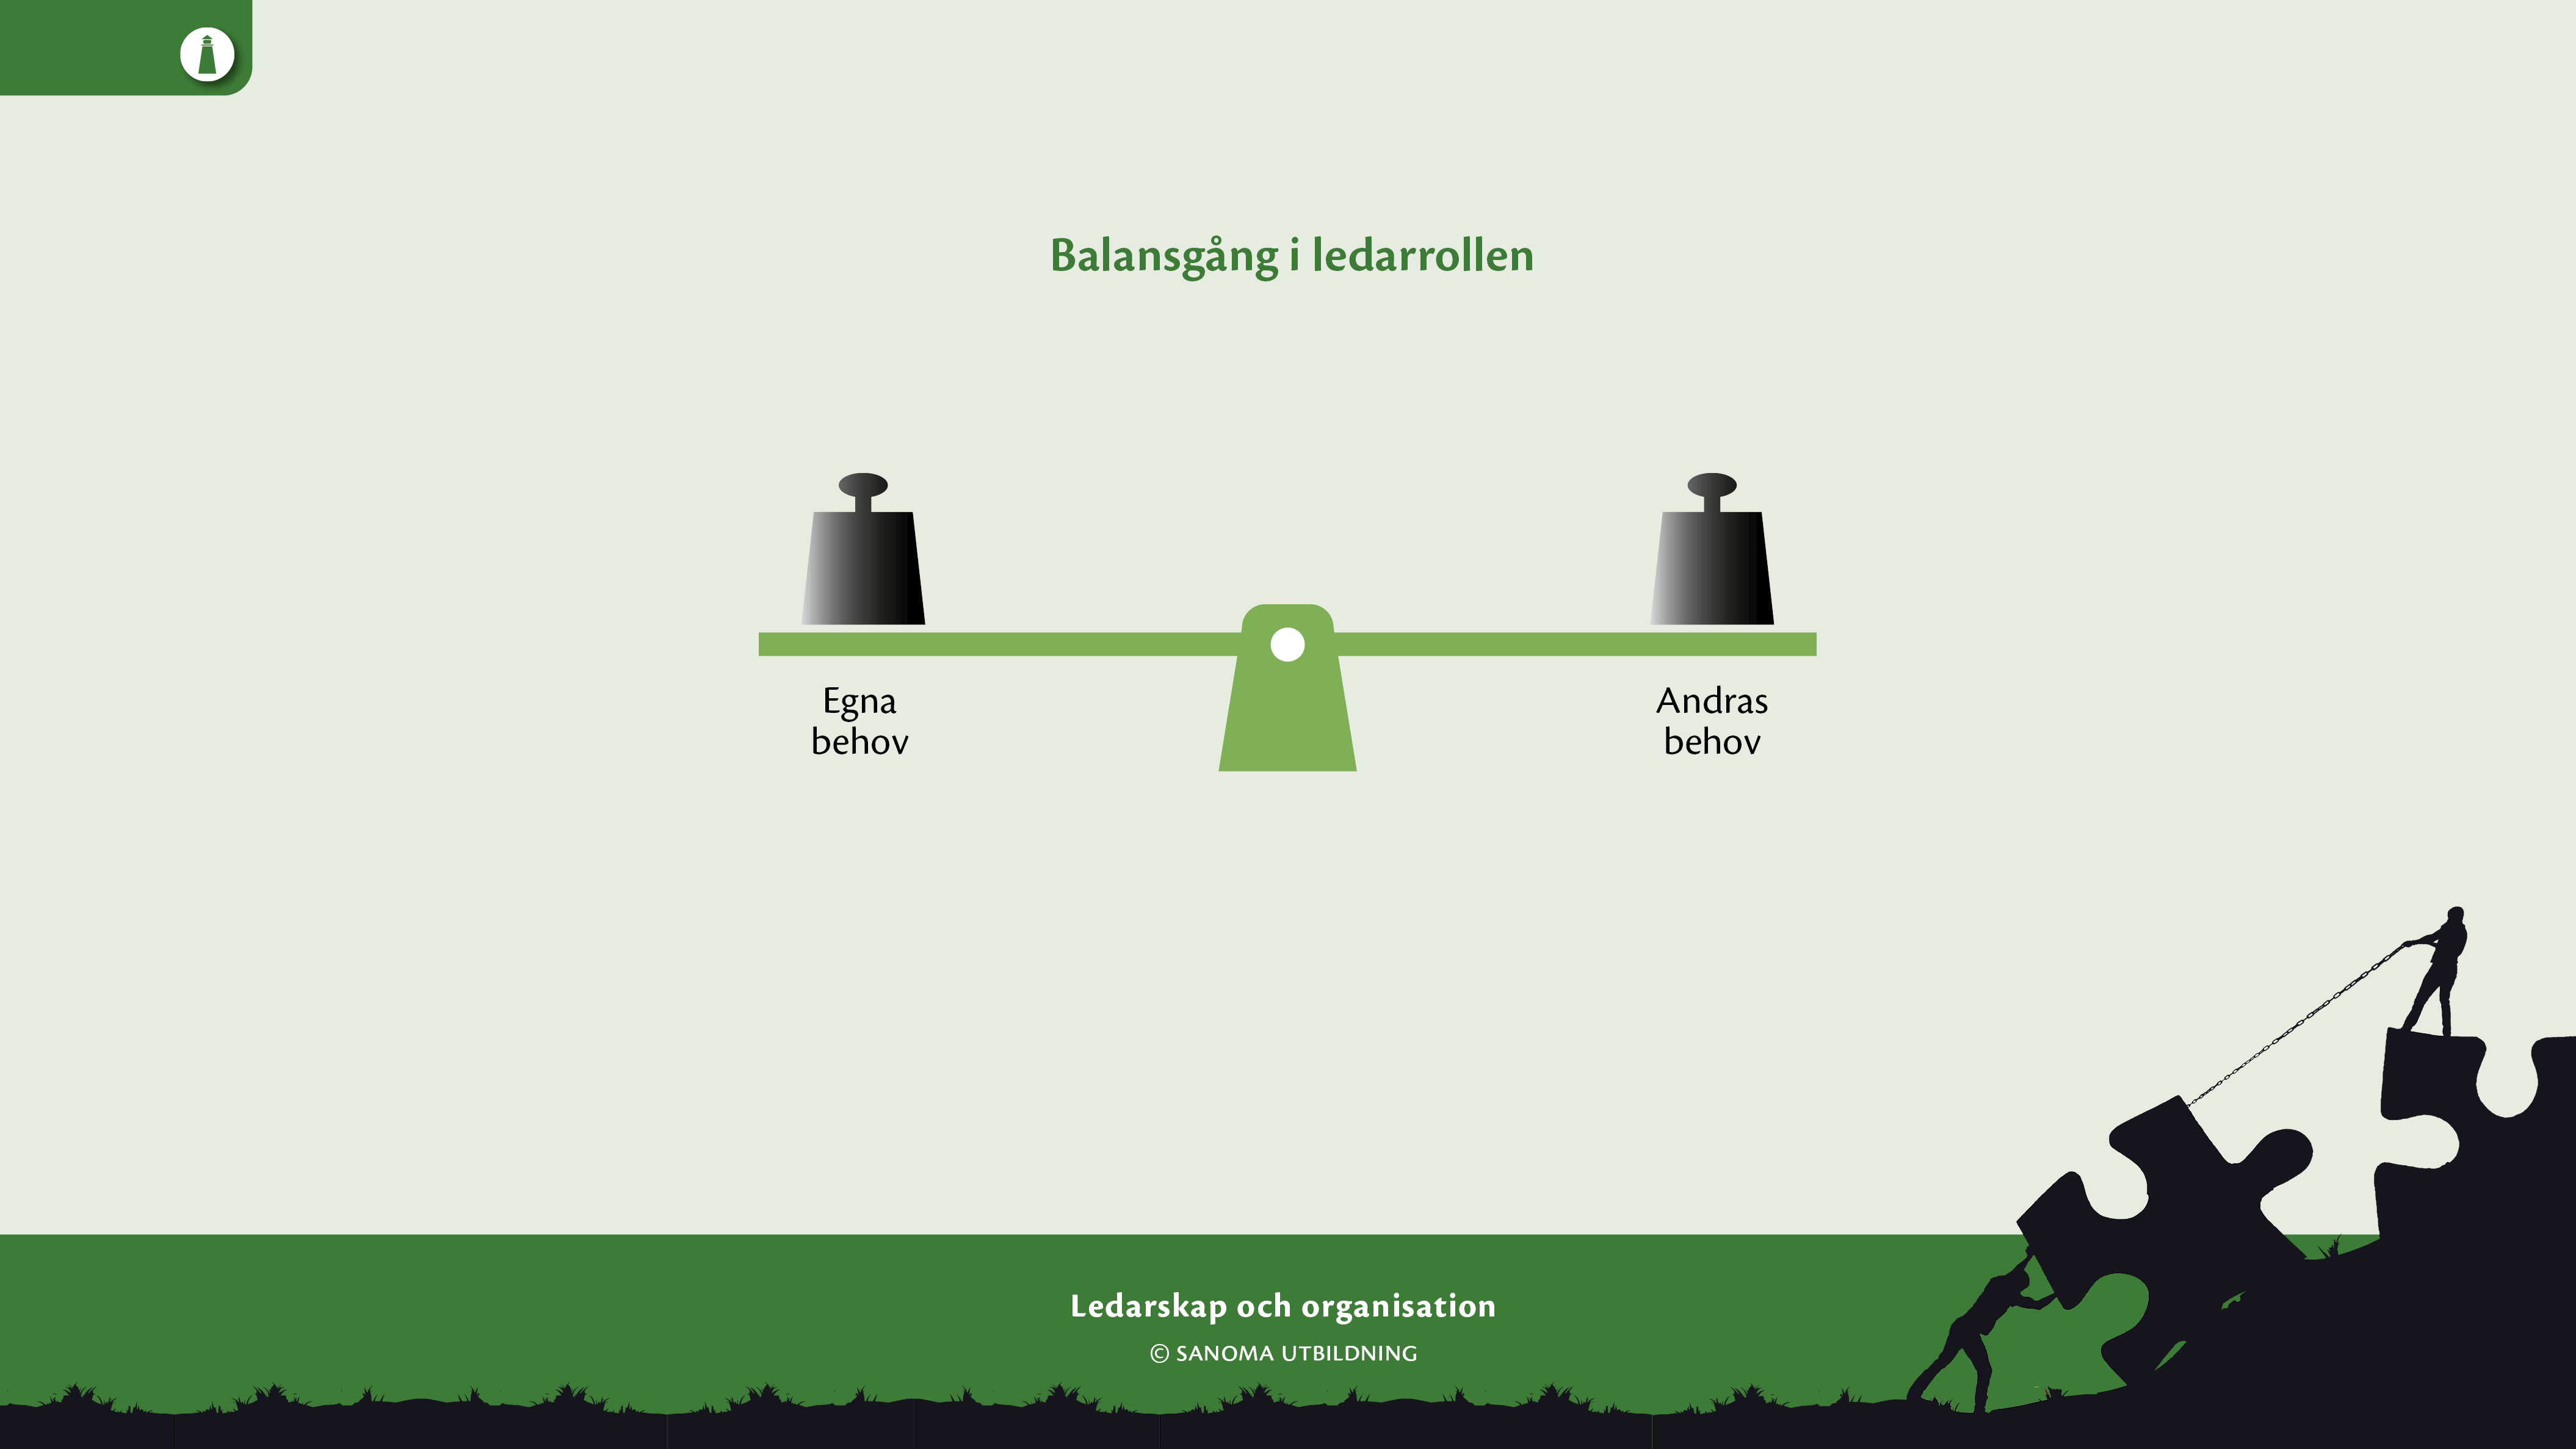 Balansgång i ledarrollen
Egna
behov
Andras
behov
Ledarskap och organisation
© SANOMA UTBILDNING